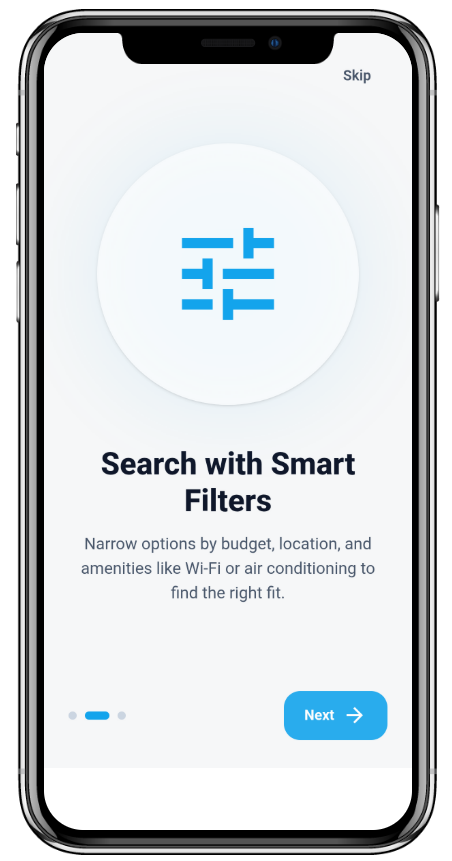 Skip
Search with Smart
Filters
Narrow options by budget, location, and
amenities like Wi-Fi or air conditioning to
find the right fit.
Next